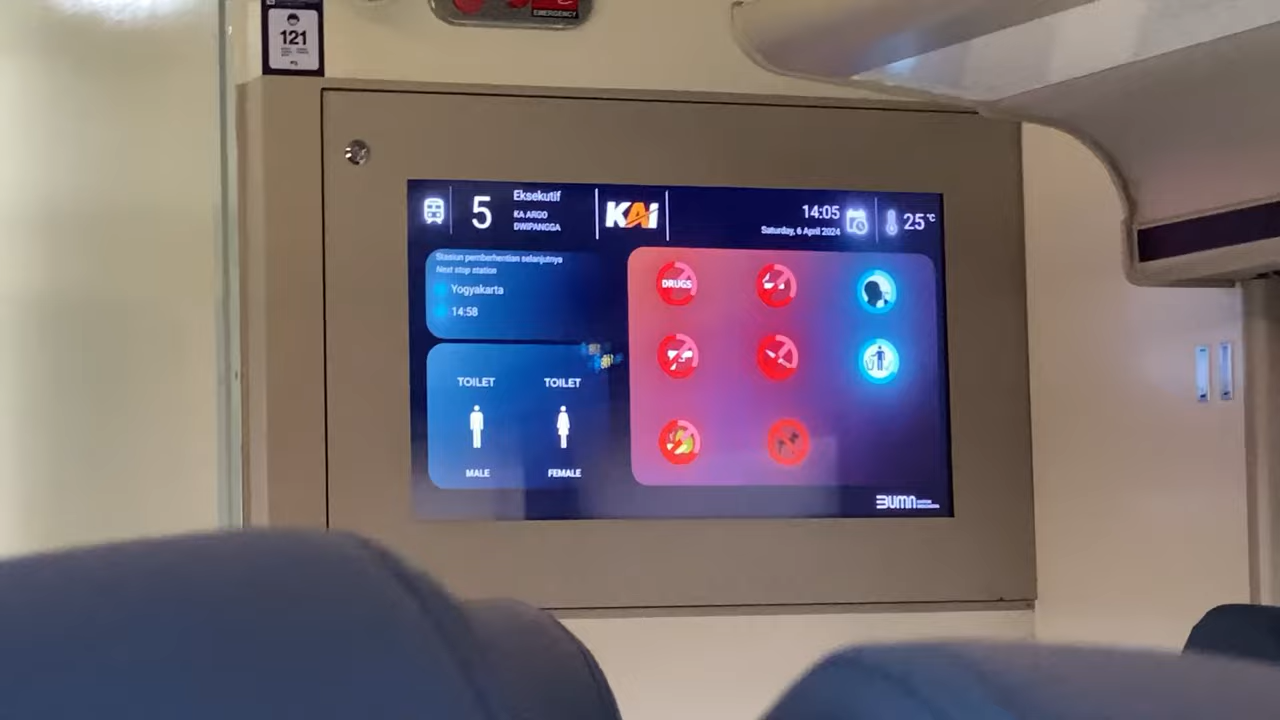 EMERGENCY
121
5
Eksekutif
KA ARGO
DWIPANGGA
KAI
14:05
Saturday, 6 April 2024
25°C
Stasiun pemberhentian selanjutnya
Next stop station
Yogyakarta
14:58
TOILET
TOILET
MALE
FEMALE
DRUGS
BUMN